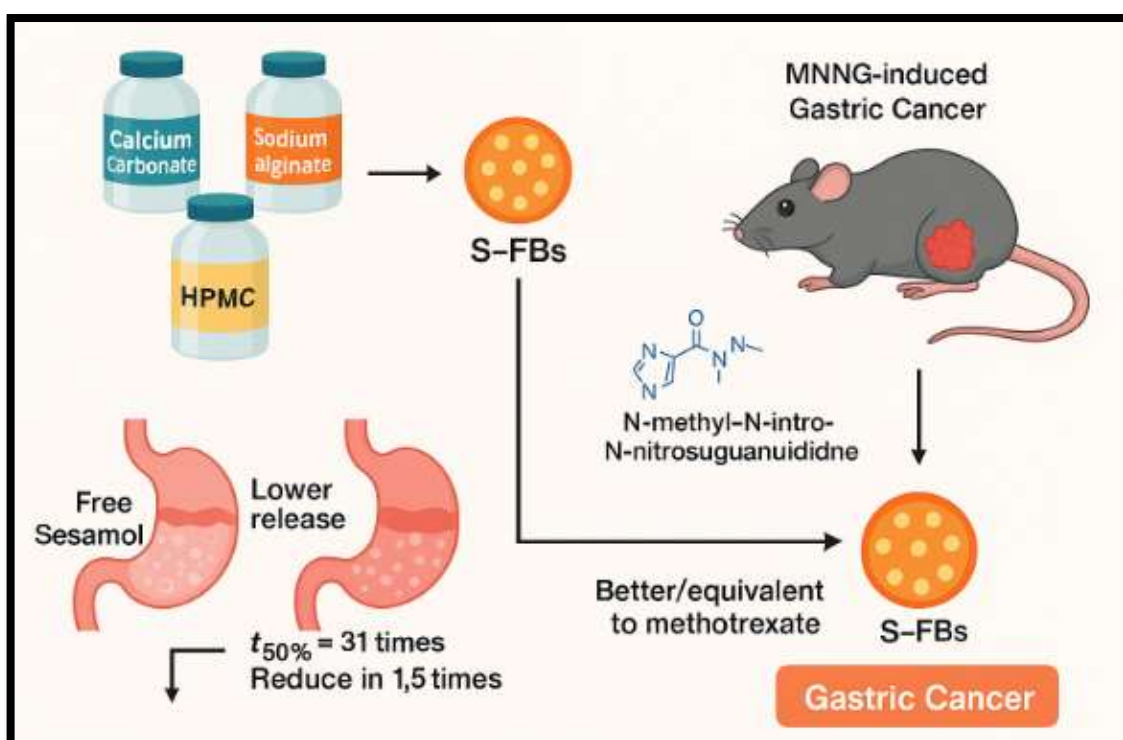 Calcium
Carbonate
Sodium
alginate
HPMC
S–FBs
MNNG-induced
Gastric Cancer
O
N
N
N
N
N-methyl–N-intro-
N-nitrosuguanuididne
Free
Sesamol
Lower
release
t50% = 31 times
Reduce in 1,5 times
Better/equivalent
to methotrexate
S–FBs
Gastric Cancer